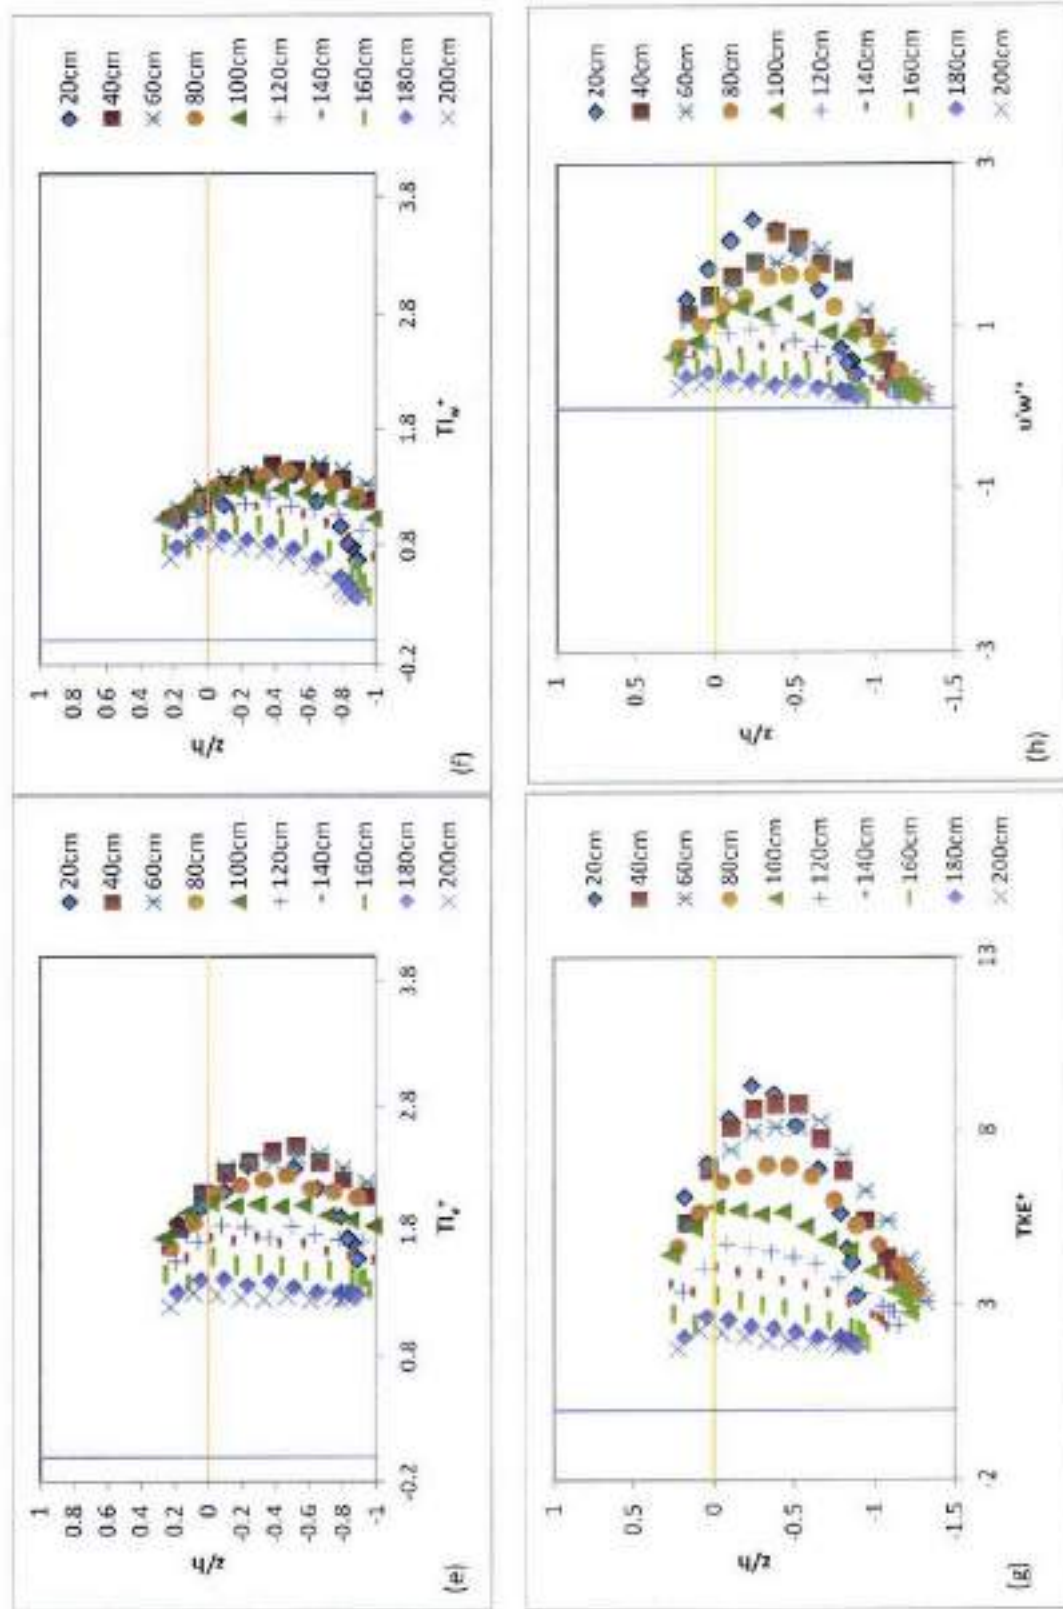 1
0.8
0.6
0.4
0.2
0
-0.2
-0.4
-0.6
-0.8
-1
z/h
-0.2
0.8
1.8
2.8
3.8
TIᵥ⁺
(e)
20cm
40cm
60cm
80cm
100cm
120cm
140cm
160cm
180cm
200cm
1
0.8
0.6
0.4
0.2
0
-0.2
-0.4
-0.6
-0.8
-1
z/h
-0.2
0.8
1.8
2.8
3.8
TI_w⁺
(f)
20cm
40cm
60cm
80cm
100cm
120cm
140cm
160cm
180cm
200cm
1
0.5
0
-0.5
-1
-1.5
z/h
-2
3
8
13
TKE⁺
(g)
20cm
40cm
60cm
80cm
100cm
120cm
140cm
160cm
180cm
200cm
1
0
-0.5
-1
-1.5
z/h
-3
-1
1
3
u'w'⁺
(h)
20cm
40cm
60cm
80cm
100cm
120cm
140cm
160cm
180cm
200cm